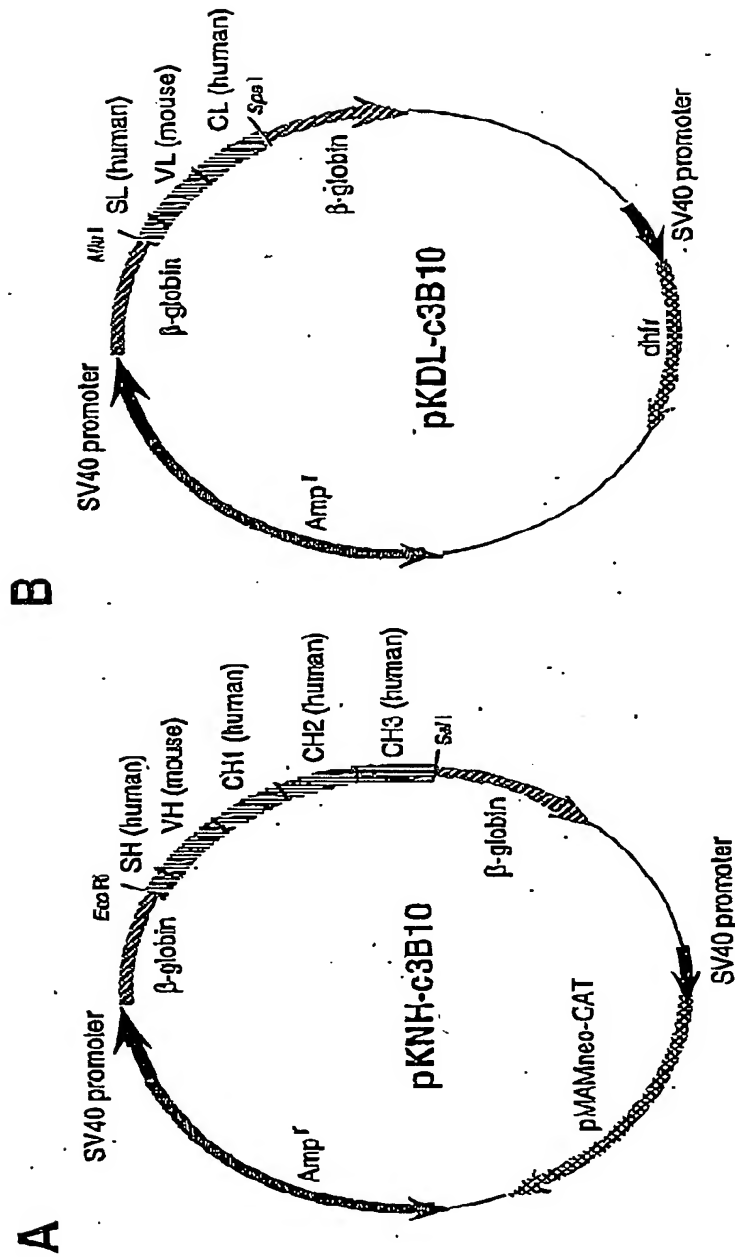 A
SV40 promoter
β-globin
EcoRI
SH (human)
VH (mouse)
CH1 (human)
CH2 (human)
CH3 (human)
SalI
β-globin
Amp^r
pKNH-c3B10
pMAMneo-CAT
SV40 promoter
B
SV40 promoter
β-globin
MluI
SL (human)
VL (mouse)
CL (human)
SpeI
β-globin
Amp^r
pKDL-c3B10
dhfr
SV40 promoter